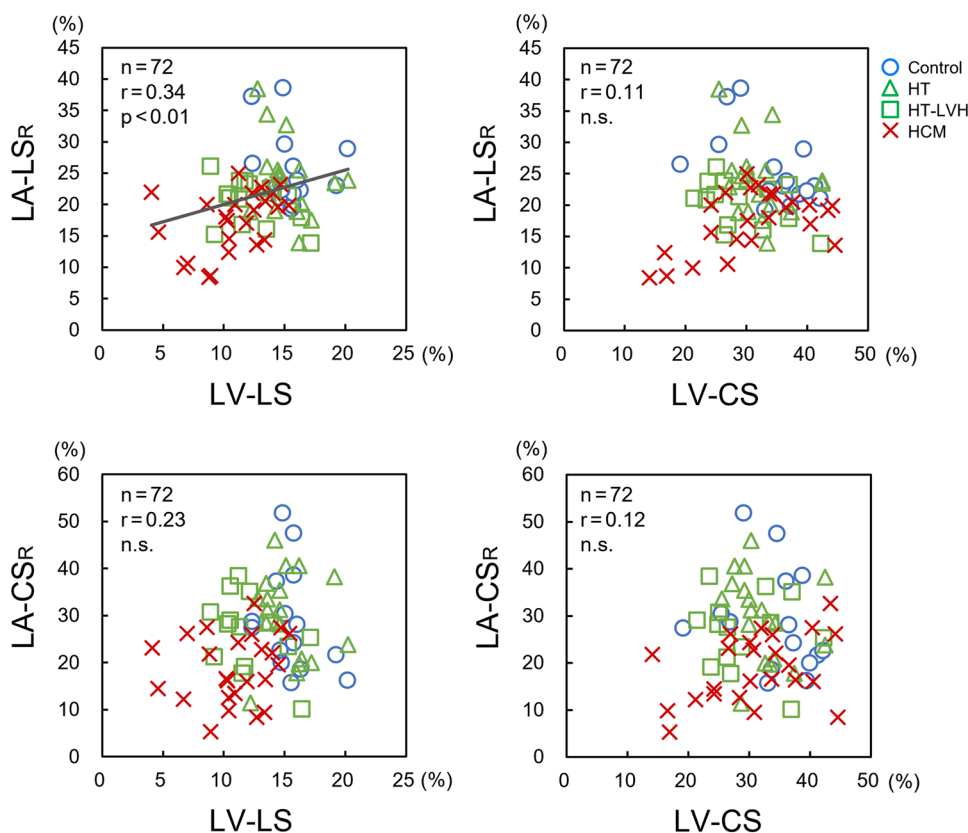 (%)
45
40
35
30
25
20
15
10
5
0
LA-LSR
n=72
r=0.34
p<0.01
0 5 10 15 20 25 (%)
LV-LS
(%)
45
40
35
30
25
20
15
10
5
0
LA-LSR
n=72
r=0.11
n.s.
0 10 20 30 40 50 (%)
LV-CS
Control
HT
HT-LVH
HCM
(%)
60
50
40
30
20
10
0
LA-CSR
n=72
r=0.23
n.s.
0 5 10 15 20 25 (%)
LV-LS
(%)
60
50
40
30
20
10
0
LA-CSR
n=72
r=0.12
n.s.
0 10 20 30 40 50 (%)
LV-CS